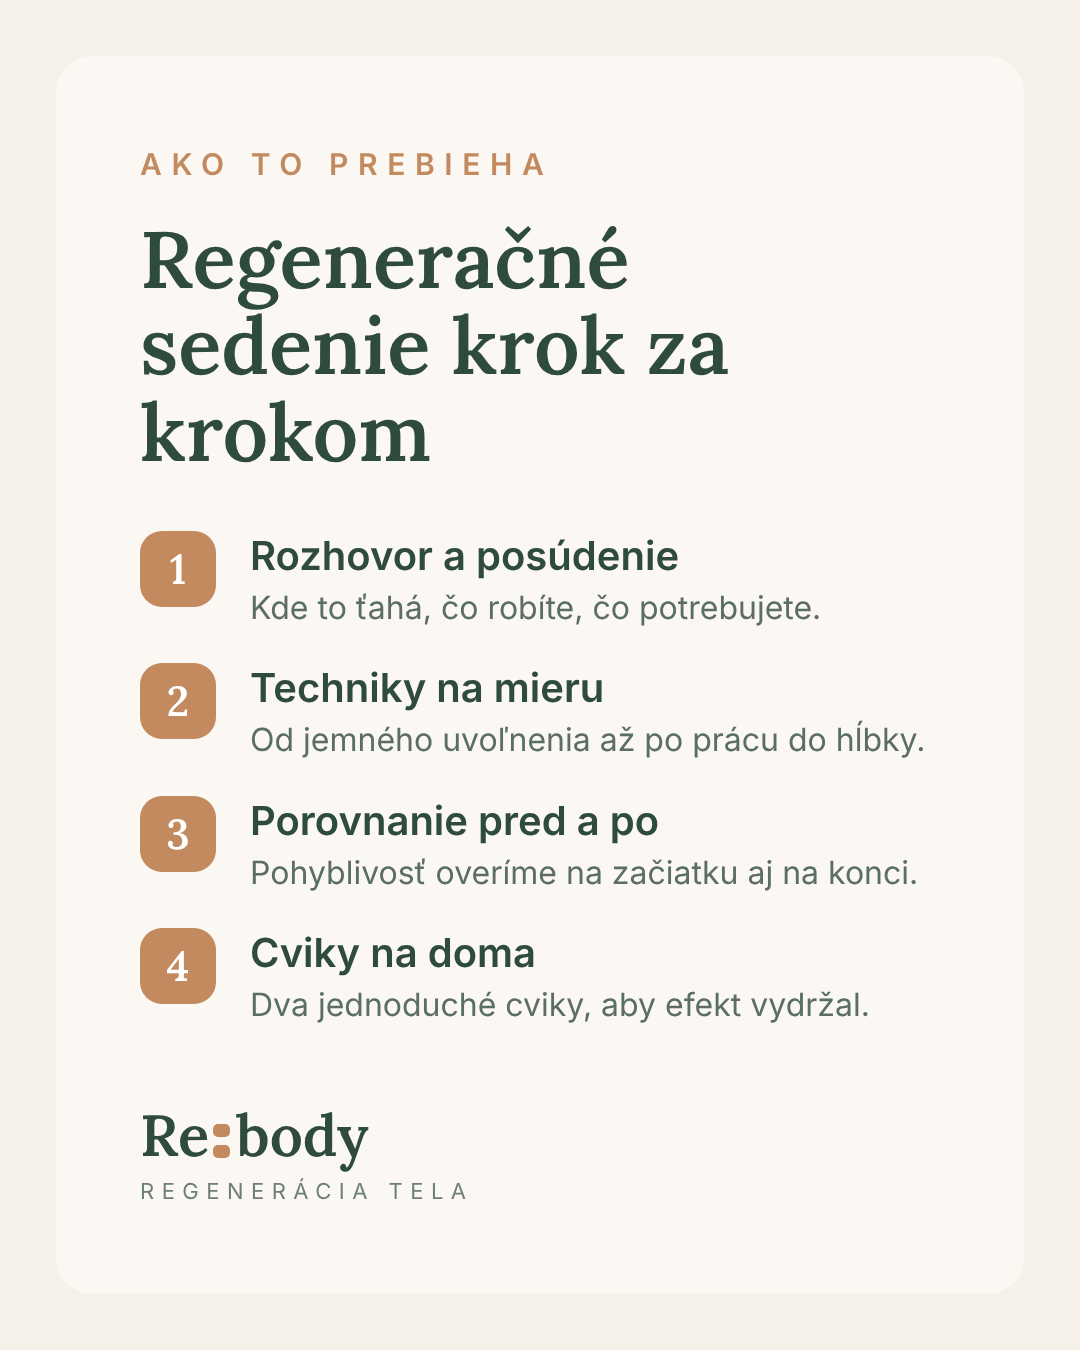 AKO TO PREBIEHA
Regeneračné
sedenie krok za
krokom
1
Rozhovor a posúdenie
Kde to ťahá, čo robíte, čo potrebujete.
2
Techniky na mieru
Od jemného uvoľnenia až po prácu do hĺbky.
3
Porovnanie pred a po
Pohyblivosť overíme na začiatku aj na konci.
4
Cviky na doma
Dva jednoduché cviky, aby efekt vydržal.
Re:body
REGENERÁCIA TELA